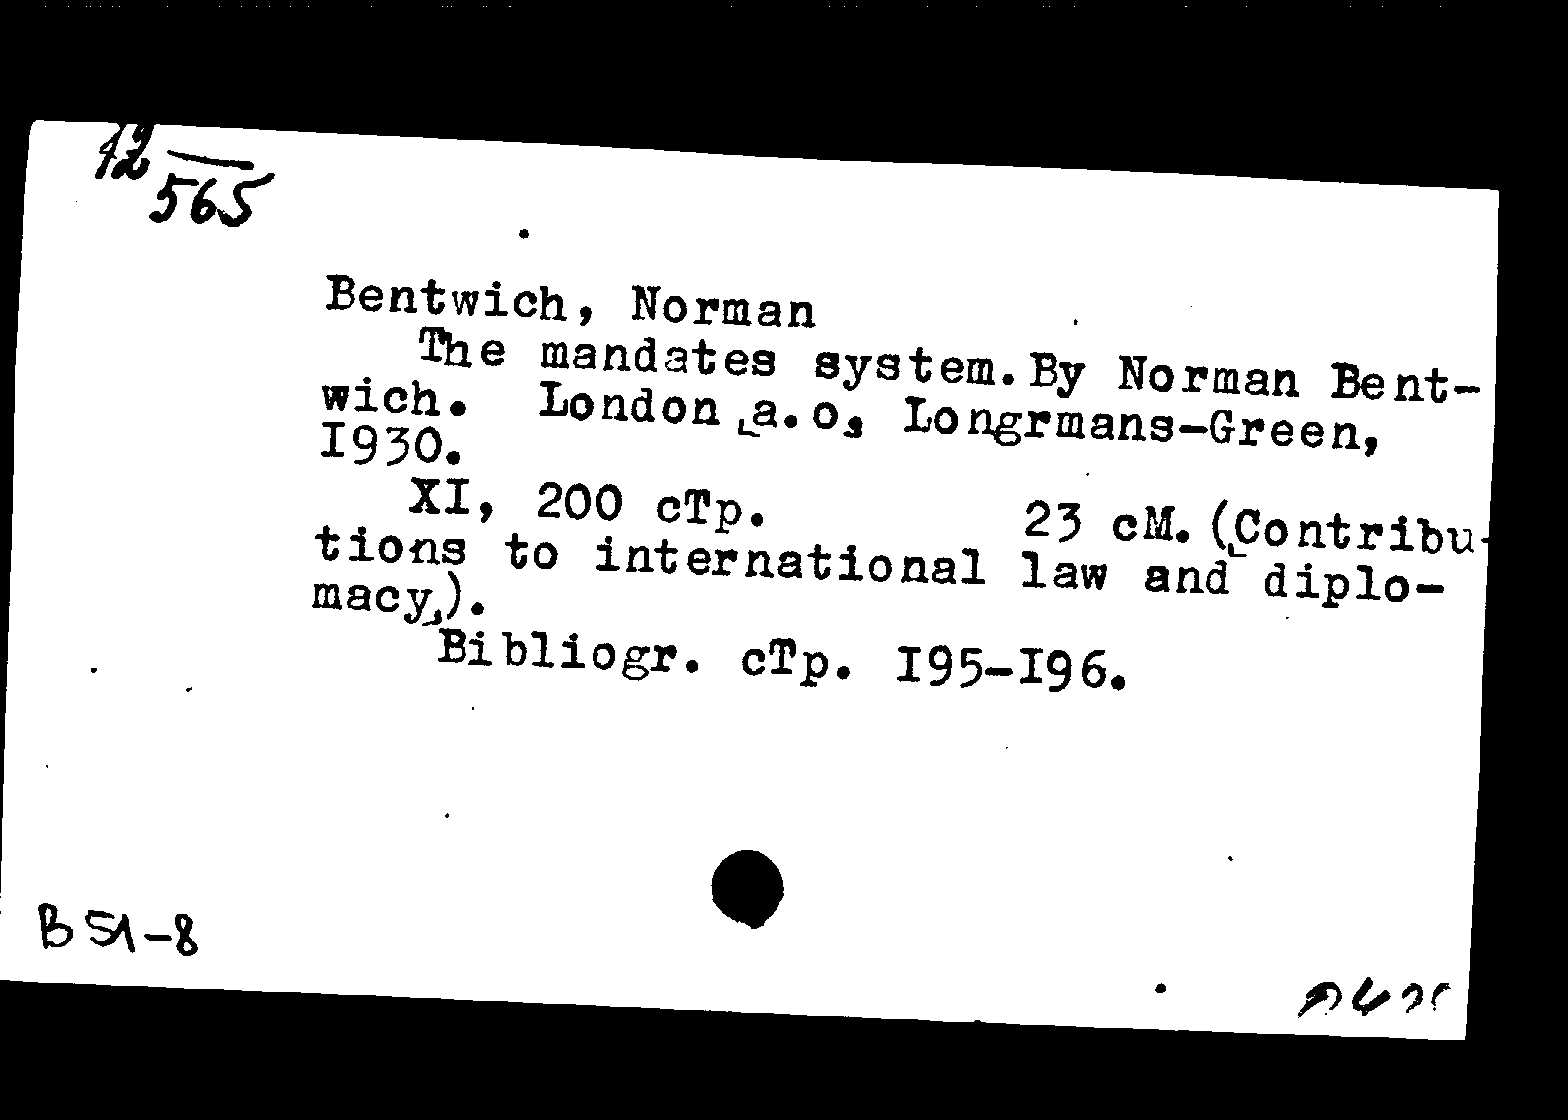 12
565
Bentwich, Norman
The mandates system. By Norman Bent-
wich. London [a.o], Longrmans-Green,
1930.
XI, 200 cTp. 23 cM. ([Contribu-
tions to international law and diplo-
macy]).
Bibliogr. cTp. 195-196.
B 51-8